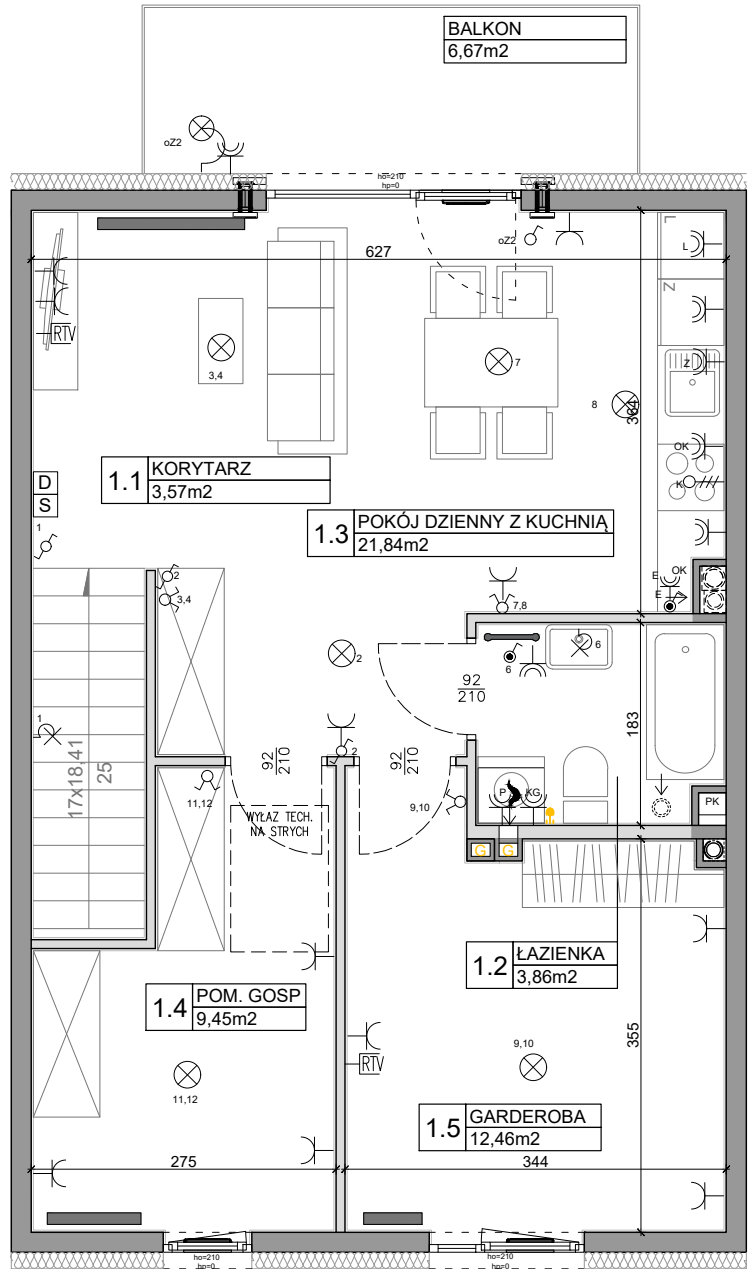 BALKON
6,67m2
oZ2
ho=210
hp=0
oZ2
L
627
L
Z
RTV
3,4
7
Z
8
364
OK
K
1.1 KORYTARZ
3,57m2
D
S
1.3 POKÓJ DZIENNY Z KUCHNIĄ
21,84m2
1
2
3,4
E
OK
E
7,8
2
6
6
92
210
183
1
17x18,41
25
2
92
210
92
210
11,12
9,10
P
KG
PK
WYŁAZ TECH.
NA STRYCH
G
G
1.2 ŁAZIENKA
3,86m2
1.4 POM. GOSP
9,45m2
355
RTV
9,10
11,12
1.5 GARDEROBA
12,46m2
275
344
ho=210
hp=0
ho=210
hp=0